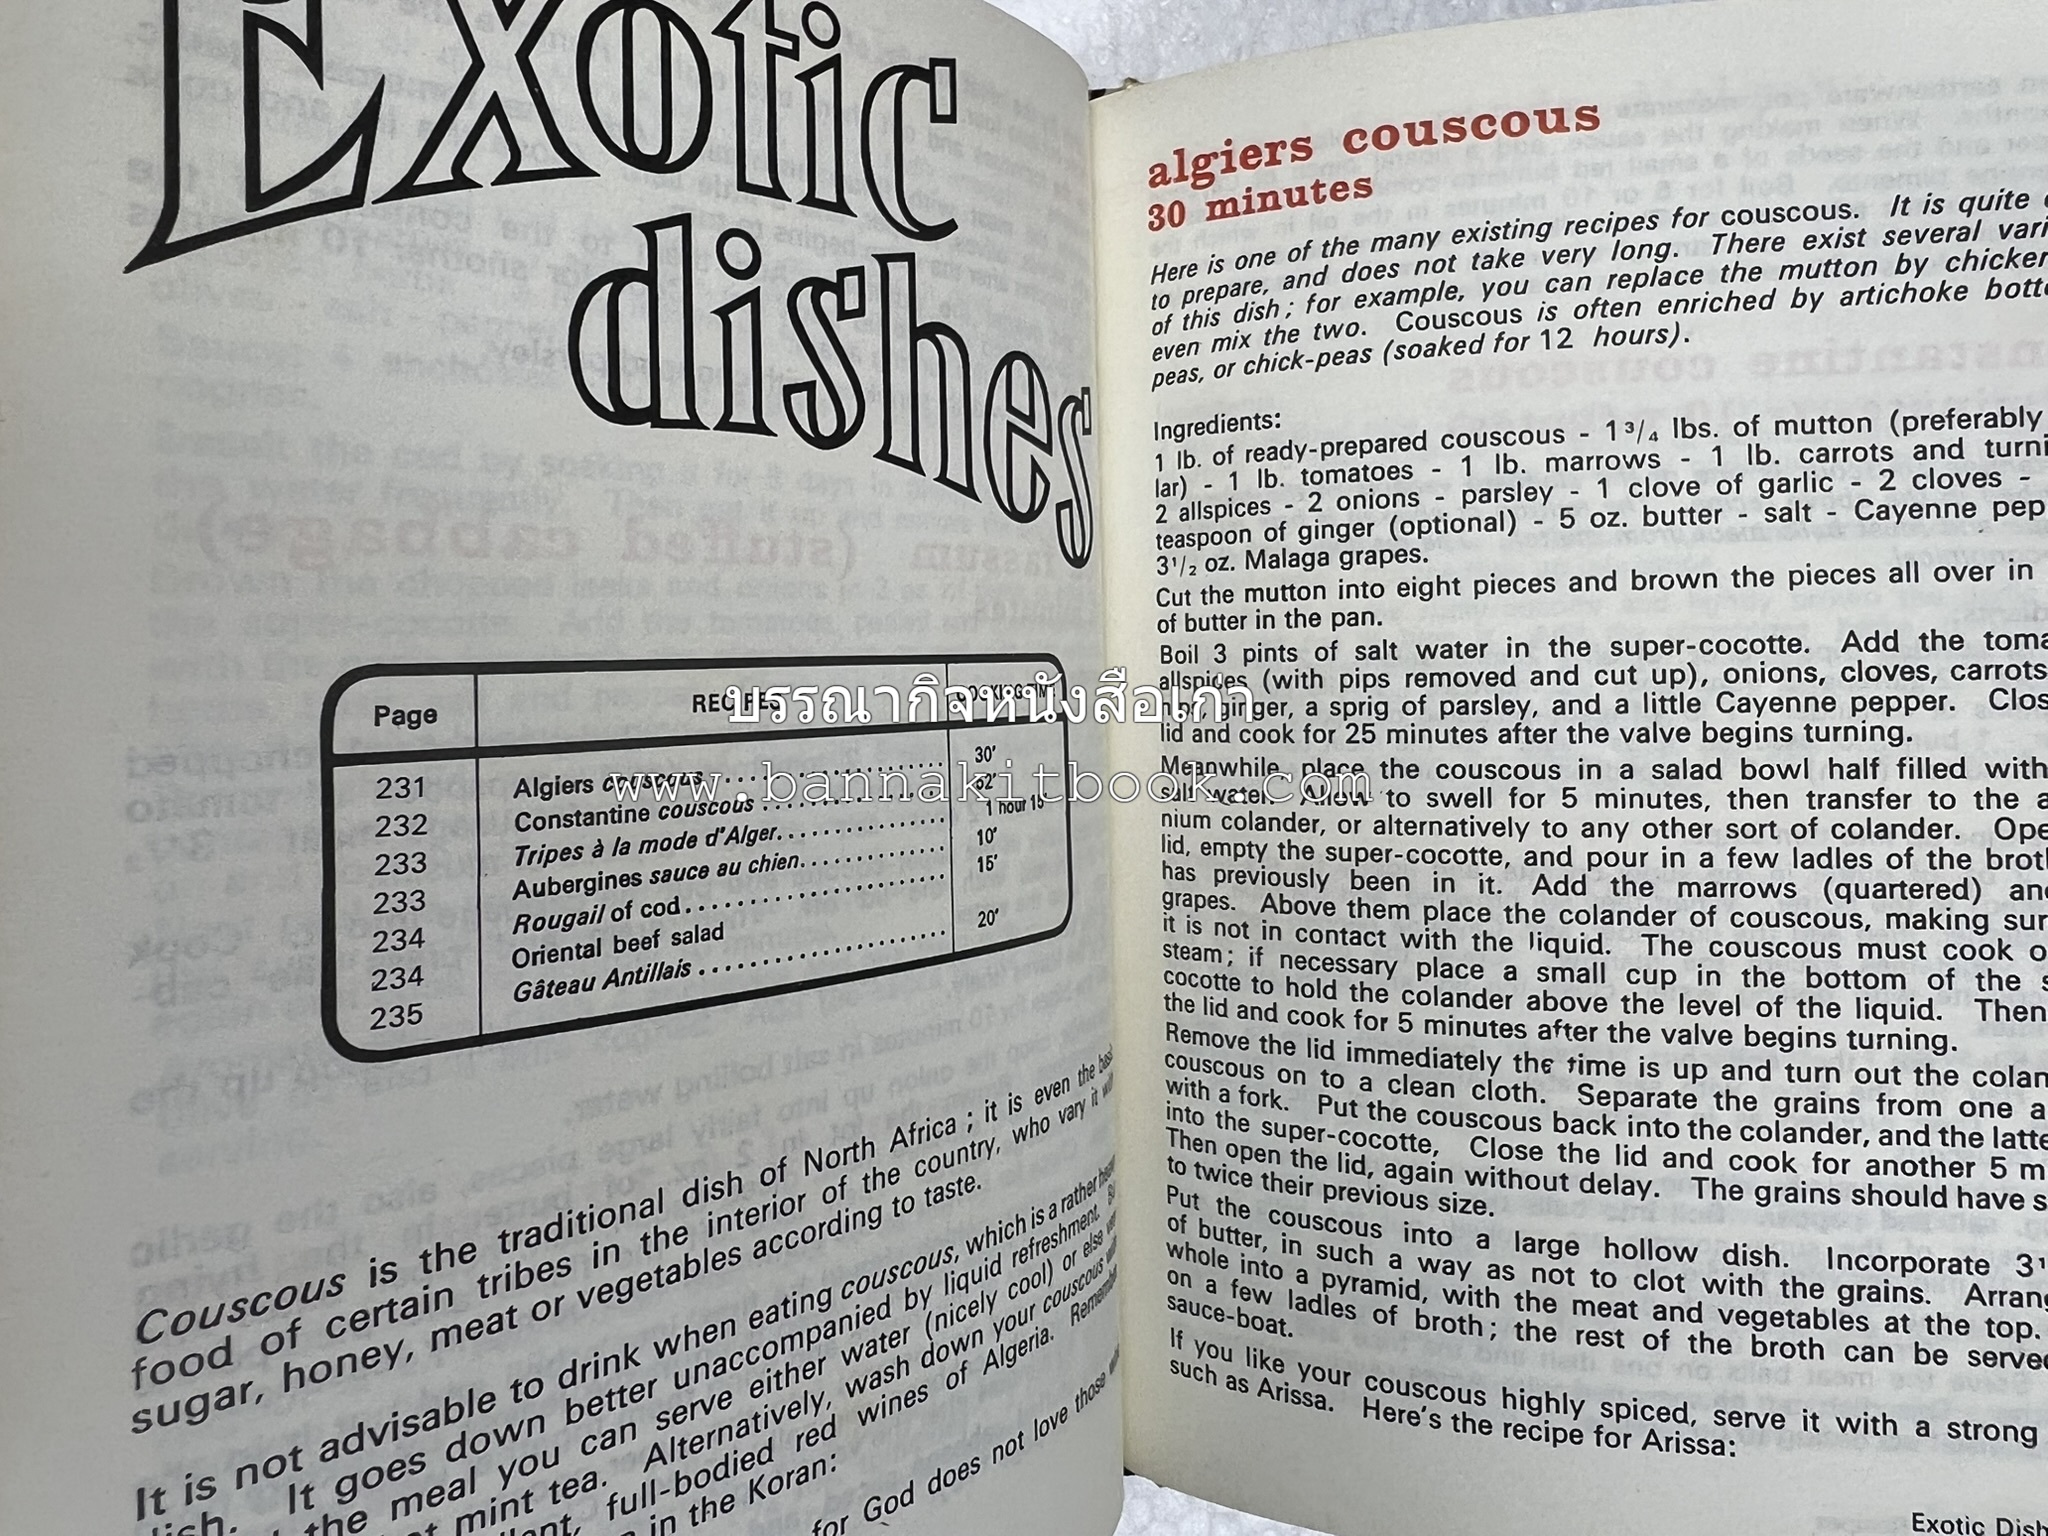 Exotic
dishes
Page RECIPES COOKING TIME
231 Algiers couscous 30'
232 Constantine couscous 52'
233 Tripes à la mode d'Alger 1 hour 15'
233 Aubergines sauce au chien 10'
234 Rougail of cod 15'
234 Oriental beef salad
235 Gâteau Antillais 20'
Couscous is the traditional dish of North Africa; it is even the basic
food of certain tribes in the interior of the country, who vary it with
sugar, honey, meat or vegetables according to taste.
It is not advisable to drink when eating couscous, which is a rather heavy
dish. It goes down better unaccompanied by liquid refreshment.
the meal you can serve either water (nicely cool) or else
mint tea. Alternatively, wash down your couscous with
full-bodied red wines of Algeria. Remember
in the Koran:
for God does not love those who
algiers couscous
30 minutes
Here is one of the many existing recipes for couscous. It is quite
to prepare, and does not take very long. There exist several
of this dish; for example, you can replace the mutton by chicken
even mix the two. Couscous is often enriched by artichoke
peas, or chick-peas (soaked for 12 hours).
Ingredients:
1 lb. of ready-prepared couscous - 1 3/4 lbs. of mutton (preferably
lar) - 1 lb. tomatoes - 1 lb. marrows - 1 lb. carrots and
2 allspices - 2 onions - parsley - 1 clove of garlic - 2 cloves -
teaspoon of ginger (optional) - 5 oz. butter - salt - Cayenne
3 1/2 oz. Malaga grapes.
Cut the mutton into eight pieces and brown the pieces all over in
of butter in the pan.
Boil 3 pints of salt water in the super-cocotte. Add the
allspices (with pips removed and cut up), onions, cloves, carrots
ginger, a sprig of parsley, and a little Cayenne pepper.
lid and cook for 25 minutes after the valve begins turning.
Meanwhile place the couscous in a salad bowl half filled with
salt water. Allow to swell for 5 minutes, then transfer to the
nium colander, or alternatively to any other sort of colander.
lid, empty the super-cocotte, and pour in a few ladles of the
has previously been in it. Add the marrows (quartered)
grapes. Above them place the colander of couscous, making
it is not in contact with the liquid. The couscous must cook
steam; if necessary place a small cup in the bottom of the
cocotte to hold the colander above the level of the liquid. Then
the lid and cook for 5 minutes after the valve begins turning.
Remove the lid immediately the time is up and turn out the
couscous on to a clean cloth. Separate the grains from one
with a fork. Put the couscous back into the colander, and the
into the super-cocotte, Close the lid and cook for another 5
Then open the lid, again without delay. The grains should have
to twice their previous size.
Put the couscous into a large hollow dish. Incorporate
of butter, in such a way as not to clot with the grains.
whole into a pyramid, with the meat and vegetables at the top.
on a few ladles of broth; the rest of the broth can be served
sauce-boat.
If you like your couscous highly spiced, serve it with a strong
such as Arissa. Here's the recipe for Arissa:
Exotic
บรรณากิจหนังสือเก่า
www.bannakitbook.com